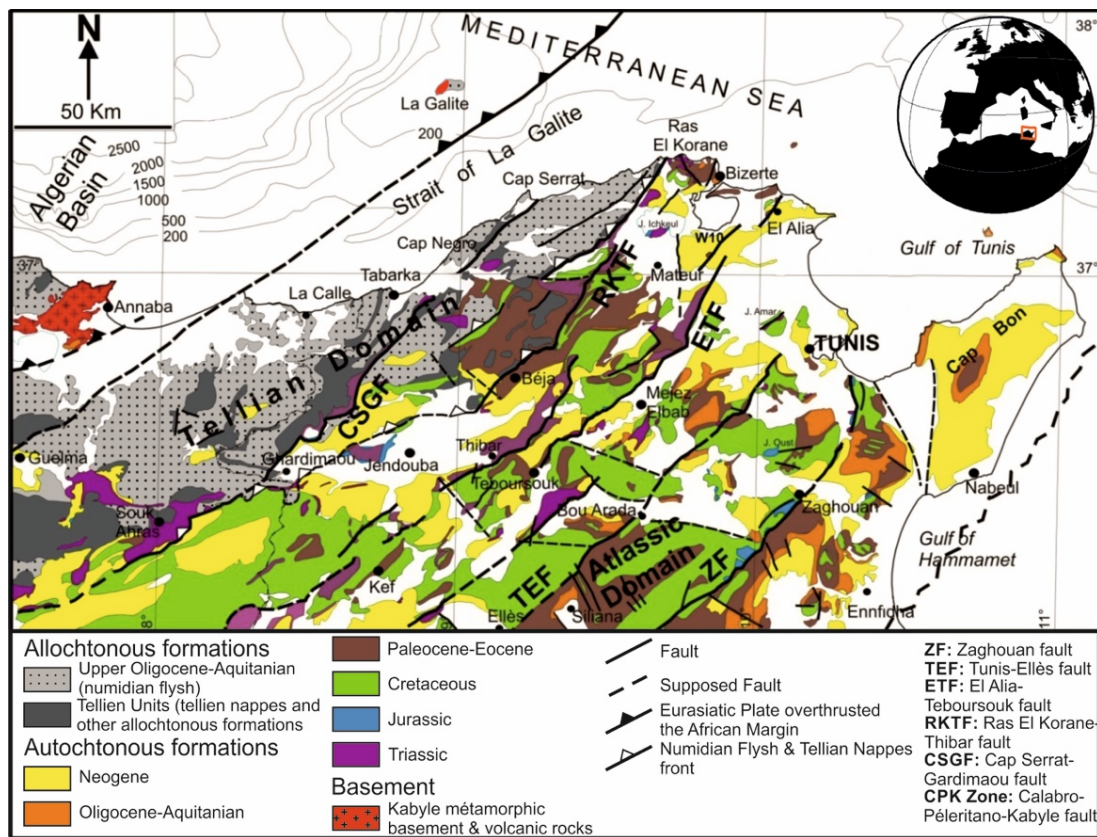 N
50 Km
MEDITERRANEAN SEA
38°
La Galite
200
Strait of La Galite
Algerian
Basin
2500
2000
1500
1000
500
200
Ras
El Korane
Bizerte
Cap Serrat
J. Ichkeul
El Alia
W10
Cap Negro
Gulf of Tunis
37
37°
Mateur
Tabarka
RKTF
Annaba
La Calle
J. Amar
ETF
TUNIS
Cap Bon
Tellian Domain
Béja
CSGF
Mejez
Elbab
Guelma
Thibar
J. Oust
Ghardimaou
Jendouba
Teboursouk
Nabeul
Souk
Ahras
Bou Arada
Zaghouan
Gulf of
Hammamet
Atlassic
Domain
Kef
TEF
ZF
Ennfidha
Ellès
Siliana
8°
9
10
11°
Allochtonous formations
Upper Oligocene-Aquitanian
(numidian flysh)
Tellien Units (tellien nappes and
other allochtonous formations
Autochtonous formations
Neogene
Oligocene-Aquitanian
Paleocene-Eocene
Cretaceous
Jurassic
Triassic
Basement
Kabyle métamorphic
basement & volcanic rocks
Fault
Supposed Fault
Eurasiatic Plate overthrusted
the African Margin
Numidian Flysh & Tellian Nappes
front
ZF: Zaghouan fault
TEF: Tunis-Ellès fault
ETF: El Alia-
Teboursouk fault
RKTF: Ras El Korane-
Thibar fault
CSGF: Cap Serrat-
Gardimaou fault
CPK Zone: Calabro-
Péleritano-Kabyle fault